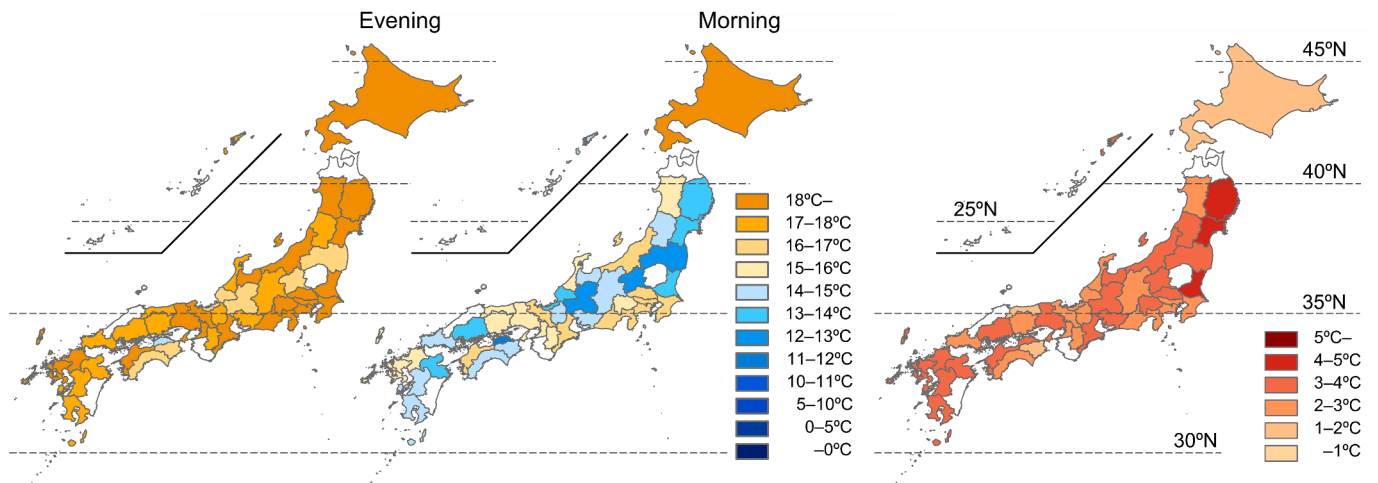 Evening
Morning
45ºN
40ºN
25ºN
35ºN
30ºN
18ºC–
17–18ºC
16–17ºC
15–16ºC
14–15ºC
13–14ºC
12–13ºC
11–12ºC
10–11ºC
5–10ºC
0–5ºC
–0ºC
5ºC–
4–5ºC
3–4ºC
2–3ºC
1–2ºC
–1ºC